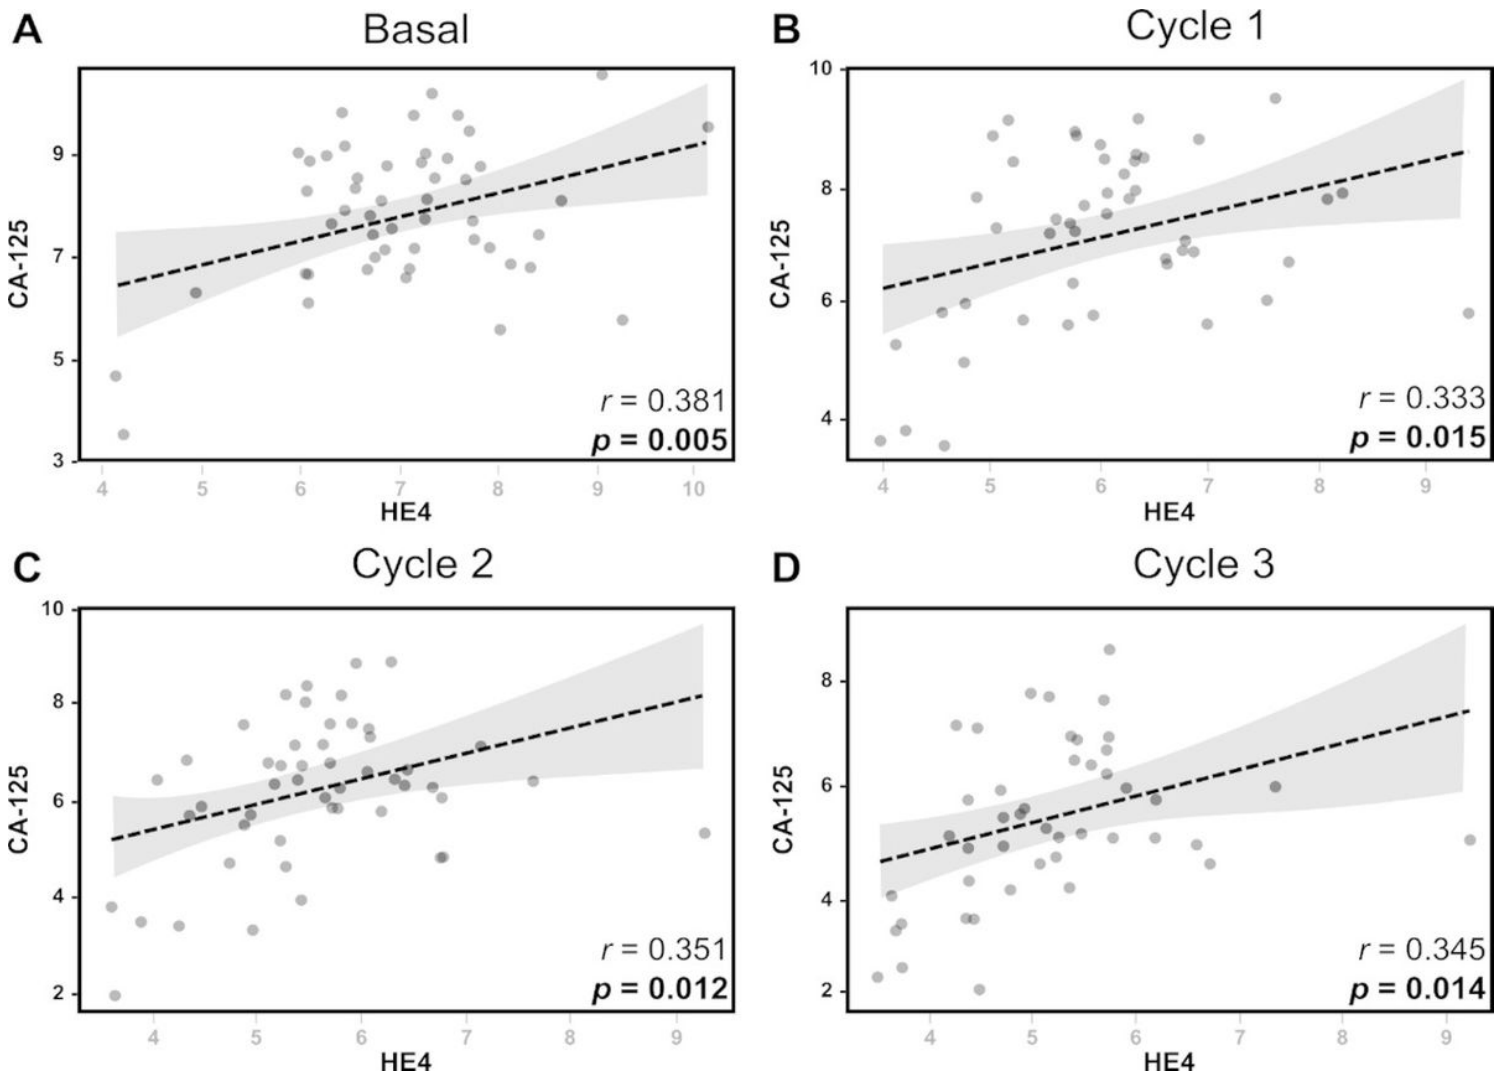 A
Basal
CA-125
9
7
5
3
4 5 6 7 8 9 10
HE4
r = 0.381
p = 0.005
B
Cycle 1
CA-125
10
8
6
4
4 5 6 7 8 9
HE4
r = 0.333
p = 0.015
C
Cycle 2
CA-125
10
8
6
4
2
4 5 6 7 8 9
HE4
r = 0.351
p = 0.012
D
Cycle 3
CA-125
8
6
4
2
4 5 6 7 8 9
HE4
r = 0.345
p = 0.014